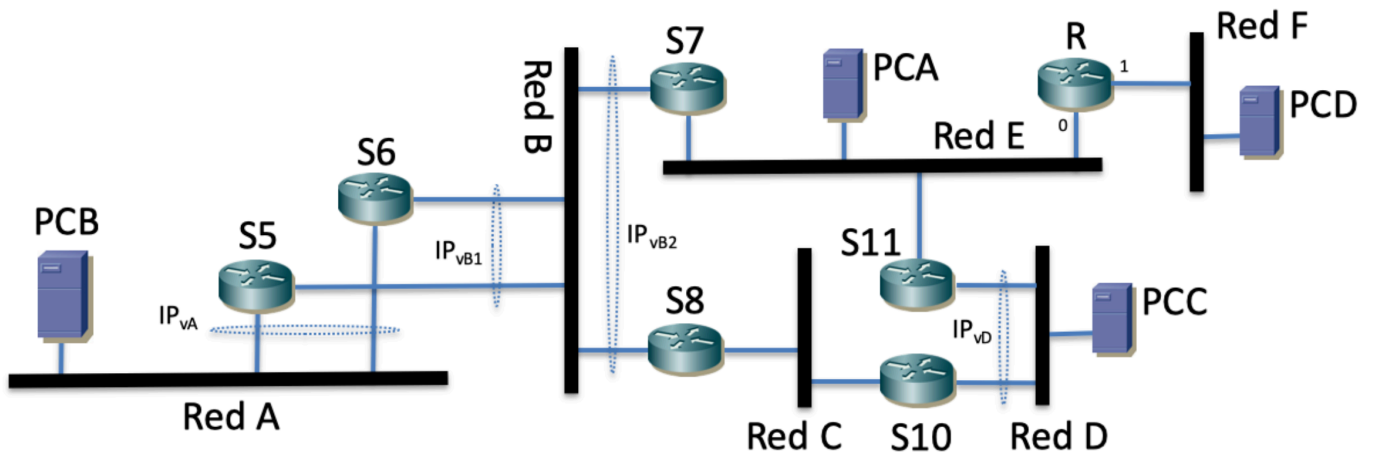 S7
R
Red F
PCA
1
PCD
Red B
0
Red E
S6
PCB
S5
IPvB1
IPvB2
S11
PCC
IPvA
S8
IPvD
Red A
Red C
S10
Red D